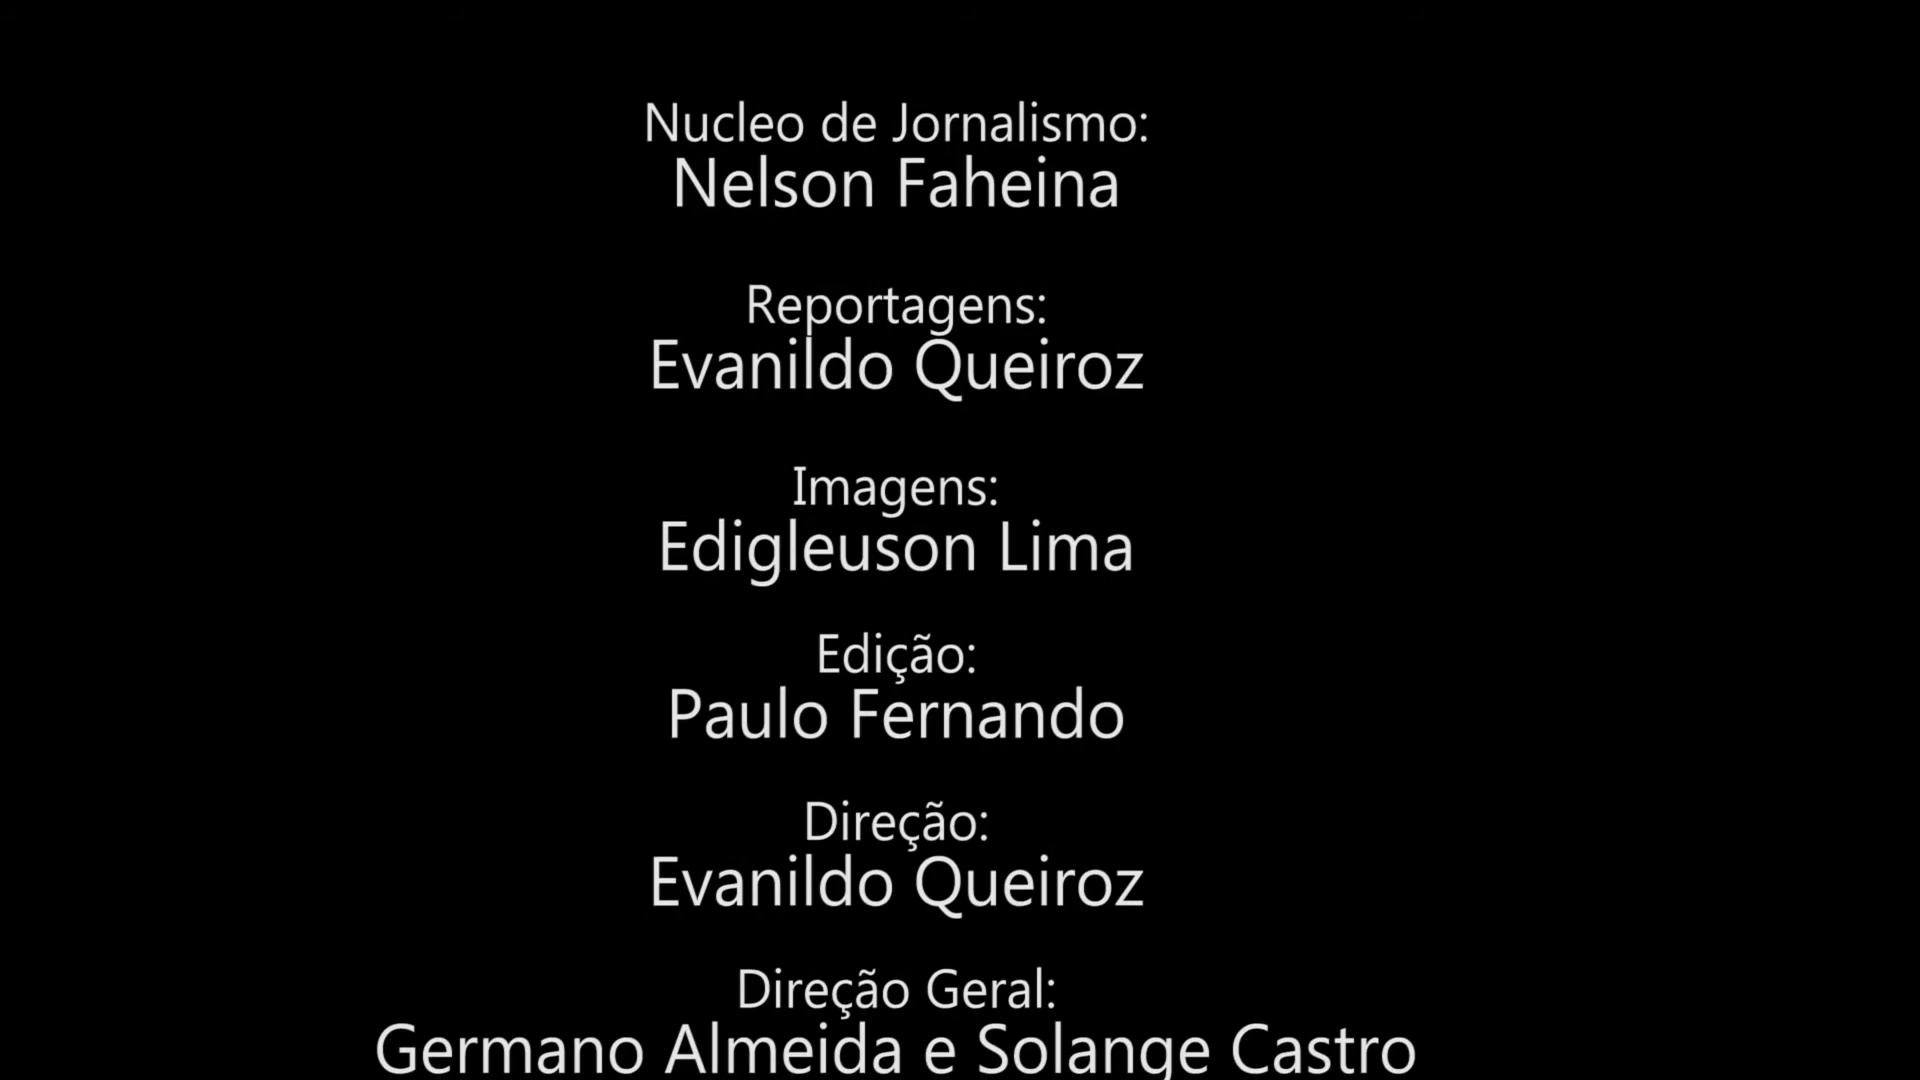 Nucleo de Jornalismo:
Nelson Faheina
Reportagens:
Evanildo Queiroz
Imagens:
Edigleuson Lima
Edição:
Paulo Fernando
Direção:
Evanildo Queiroz
Direção Geral:
Germano Almeida e Solange Castro